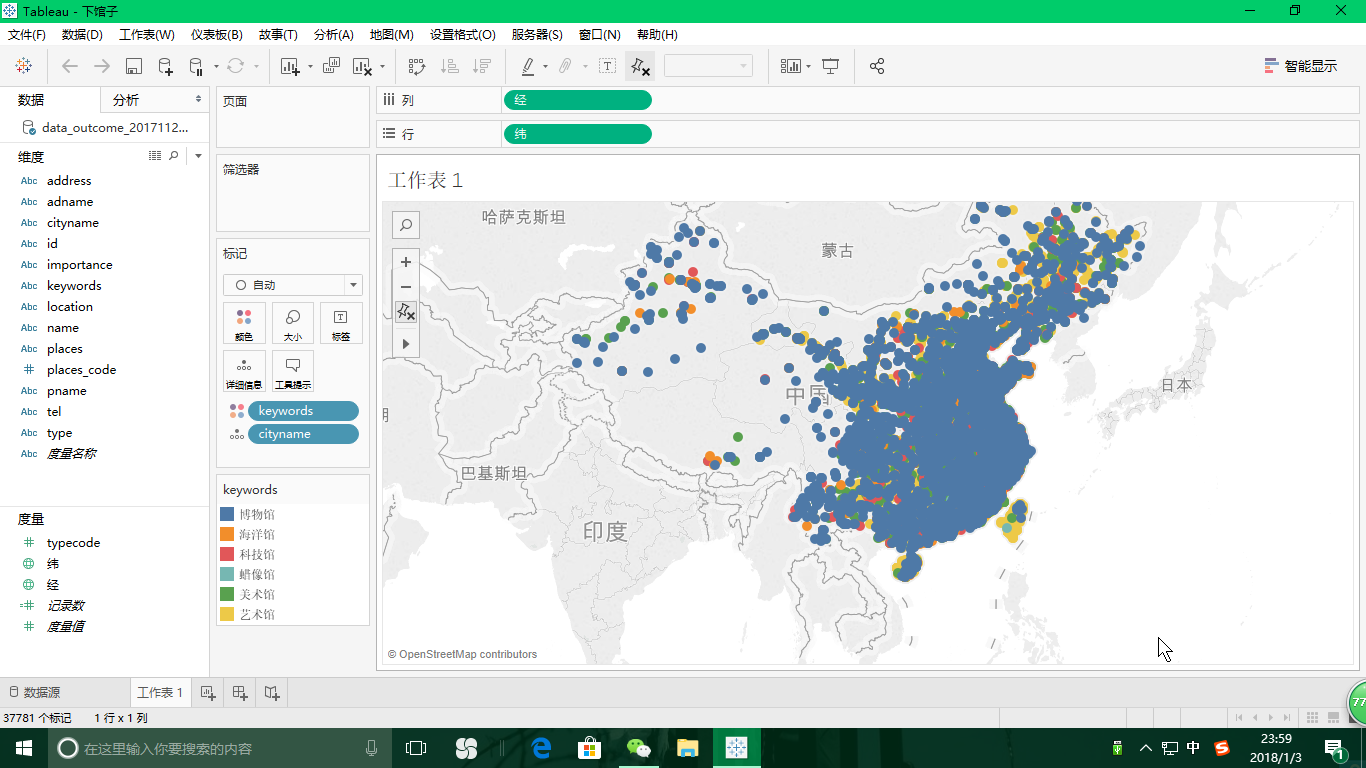 Tableau - 下馆子
文件(F) 数据(D) 工作表(W) 仪表板(B) 故事(T) 分析(A) 地图(M) 设置格式(O) 服务器(S) 窗口(N) 帮助(H)
智能显示
数据 分析
data_outcome_2017112...
维度
Abc address
Abc adname
Abc cityname
Abc id
Abc importance
Abc keywords
Abc location
Abc name
Abc places
# places_code
Abc pname
Abc tel
Abc type
Abc 度量名称
度量
# typecode
纬
经
=# 记录数
# 度量值
页面
筛选器
标记
自动
颜色 大小 标签
详细信息 工具提示
keywords
cityname
keywords
博物馆
海洋馆
科技馆
蜡像馆
美术馆
艺术馆
列 经
行 纬
工作表 1
哈萨克斯坦
蒙古
中国
日本
巴基斯坦
印度
© OpenStreetMap contributors
数据源 工作表 1
37781 个标记 1 行 x 1 列
77
在这里输入你要搜索的内容
中
23:59
2018/1/3
1